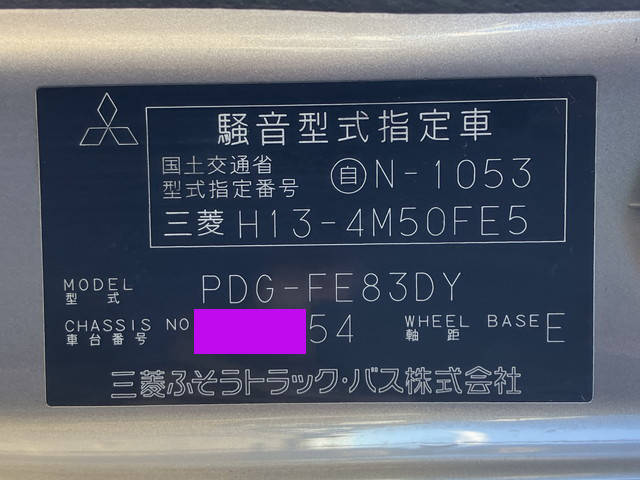 騒音型式指定車
国土交通省
型式指定番号 自N-1053
三菱 H13-4M50FE5
MODEL
型式 PDG-FE83DY
CHASSIS NO 54 WHEEL BASE E
車台番号 軸距
三菱ふそうトラック・バス株式会社